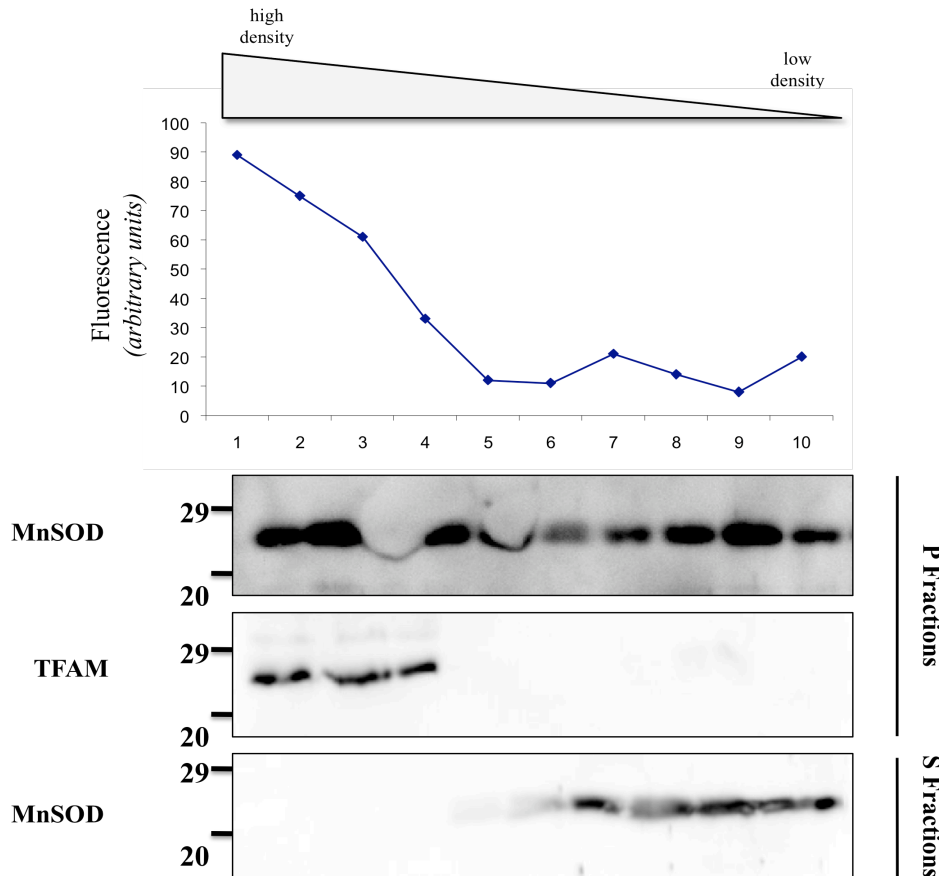 high
density
low
density
Fluorescence
(arbitrary units)
100
90
80
70
60
50
40
30
20
10
0
1 2 3 4 5 6 7 8 9 10
MnSOD
29
20
P Fractions
TFAM
29
20
MnSOD
29
20
S Fractions